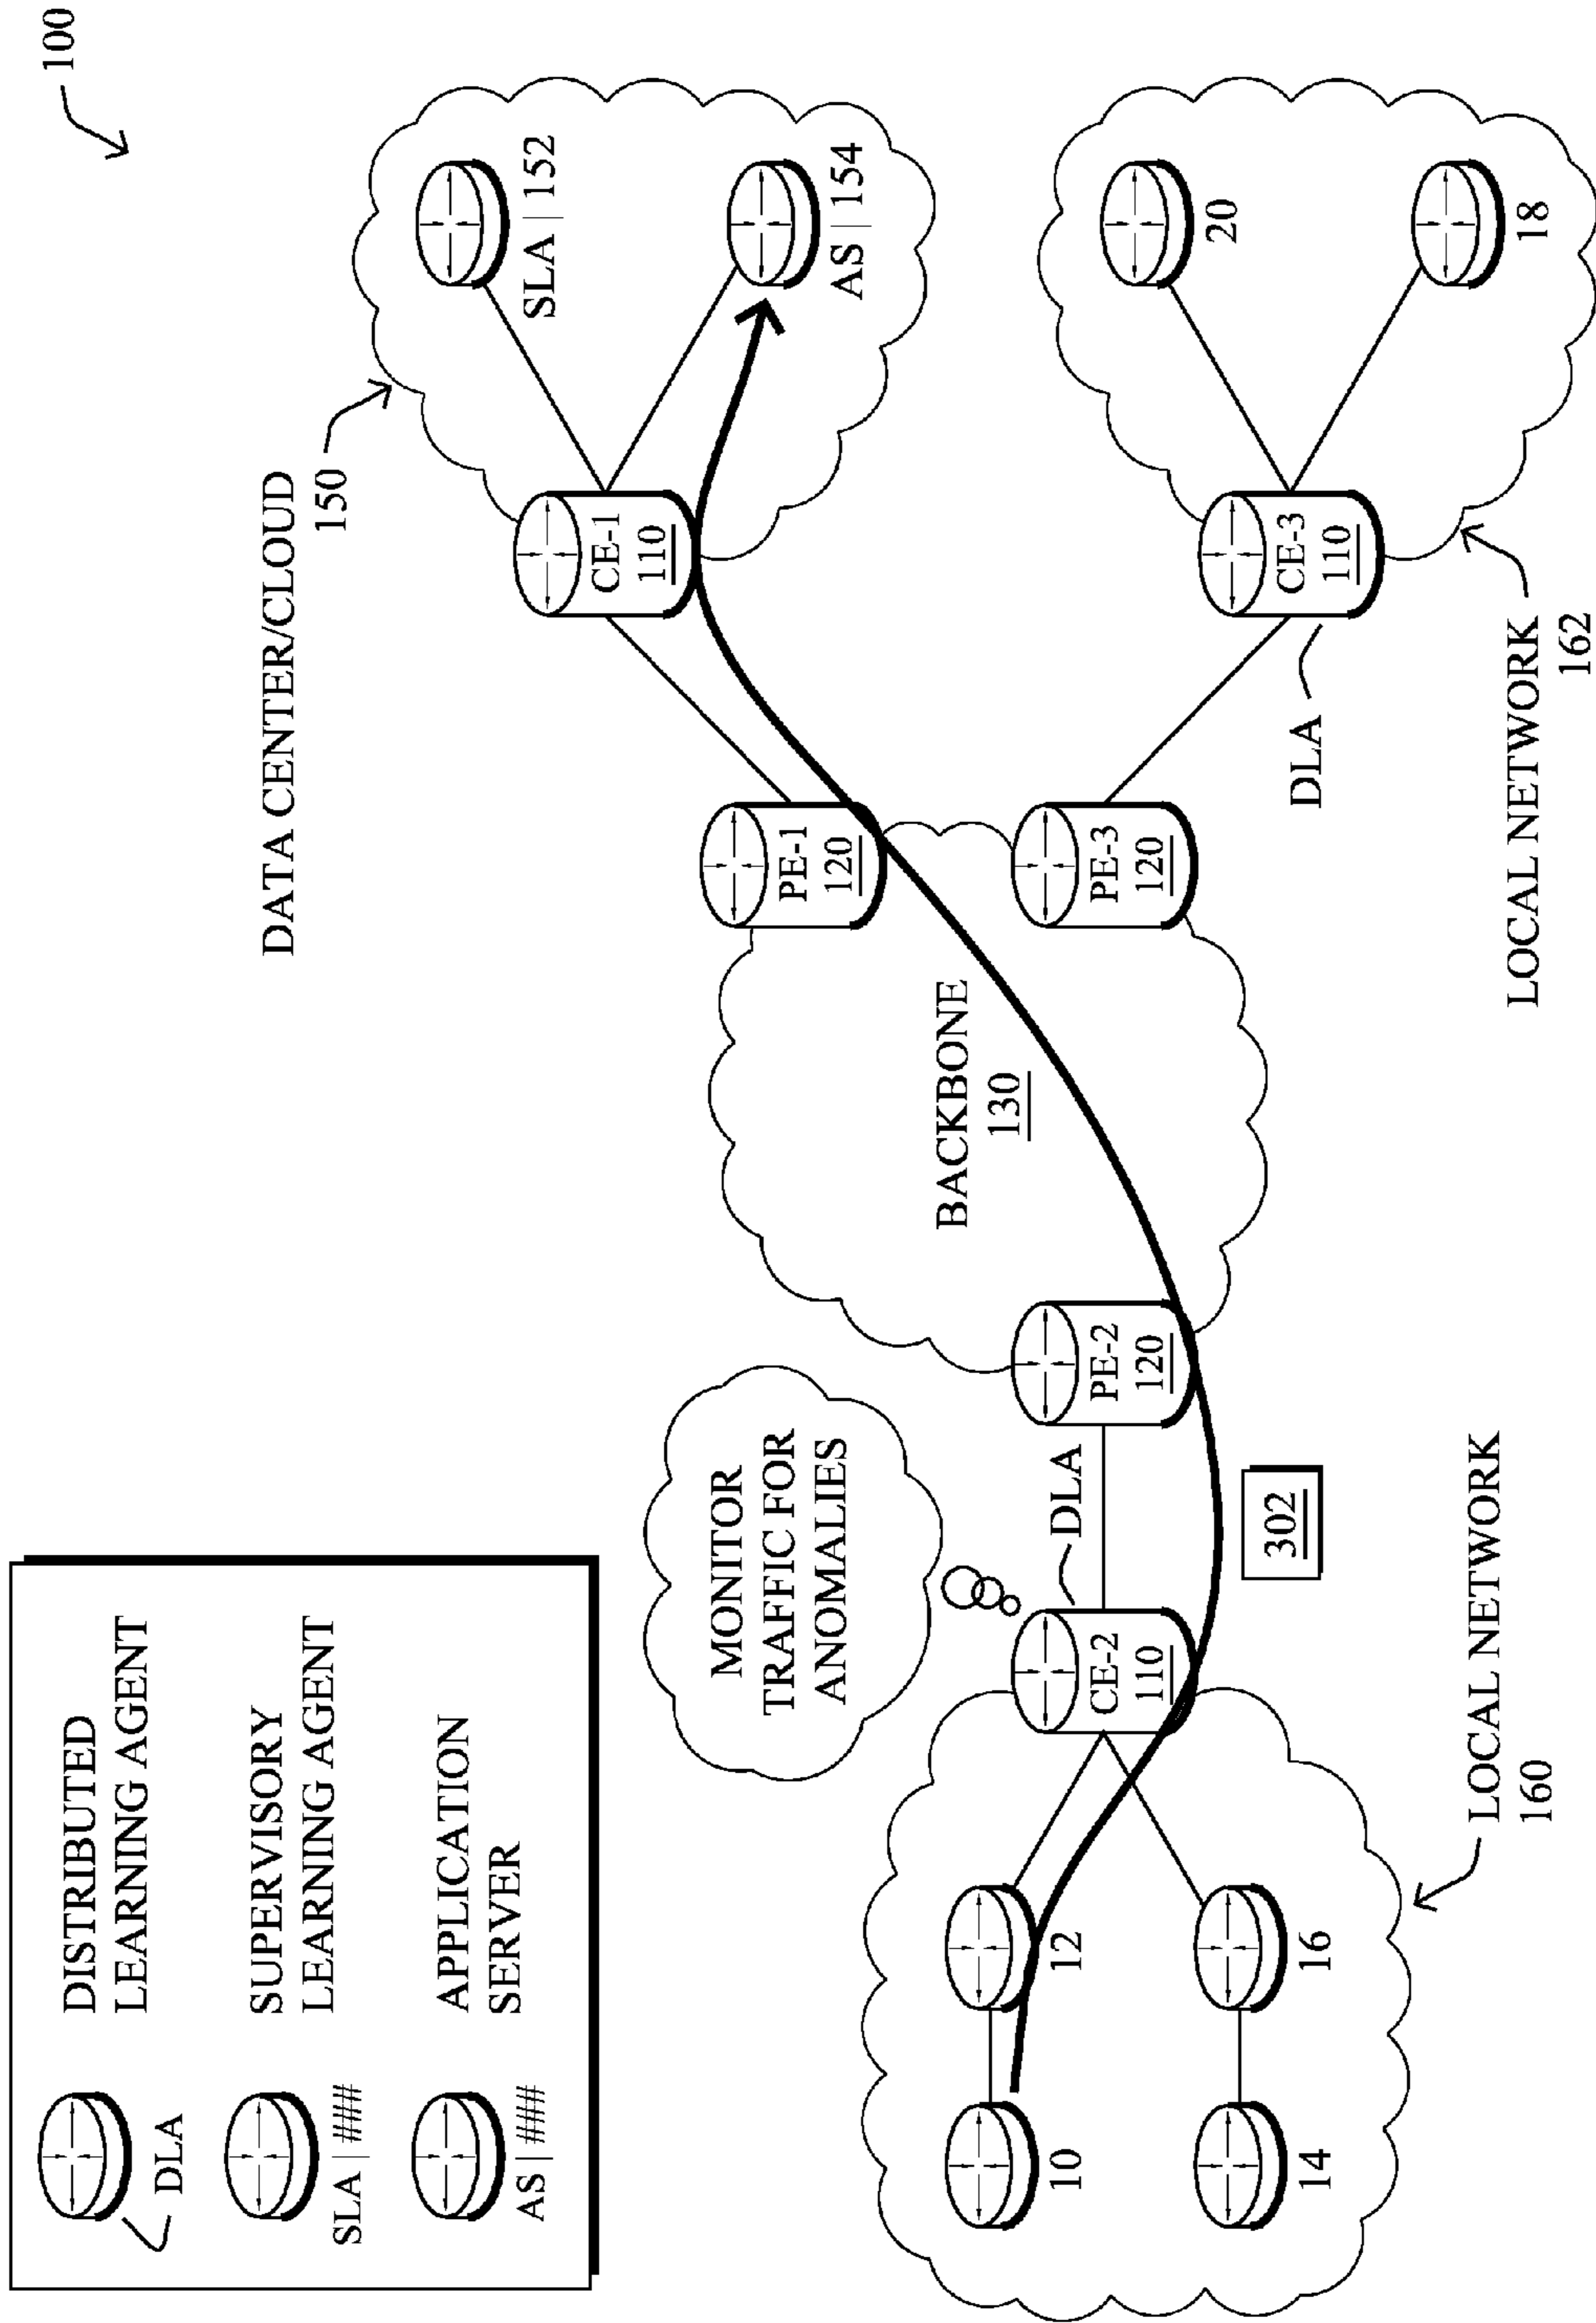 100
DISTRIBUTED
LEARNING AGENT
DLA
SUPERVISORY
LEARNING AGENT
SLA | ###
APPLICATION
SERVER
AS | ###
DATA CENTER/CLOUD
150
SLA | 152
AS | 154
CE-1
110
PE-1
120
MONITOR
TRAFFIC FOR
ANOMALIES
BACKBONE
130
10
12
14
16
CE-2
110
DLA
PE-2
120
PE-3
120
302
DLA
CE-3
110
20
18
LOCAL NETWORK
160
LOCAL NETWORK
162